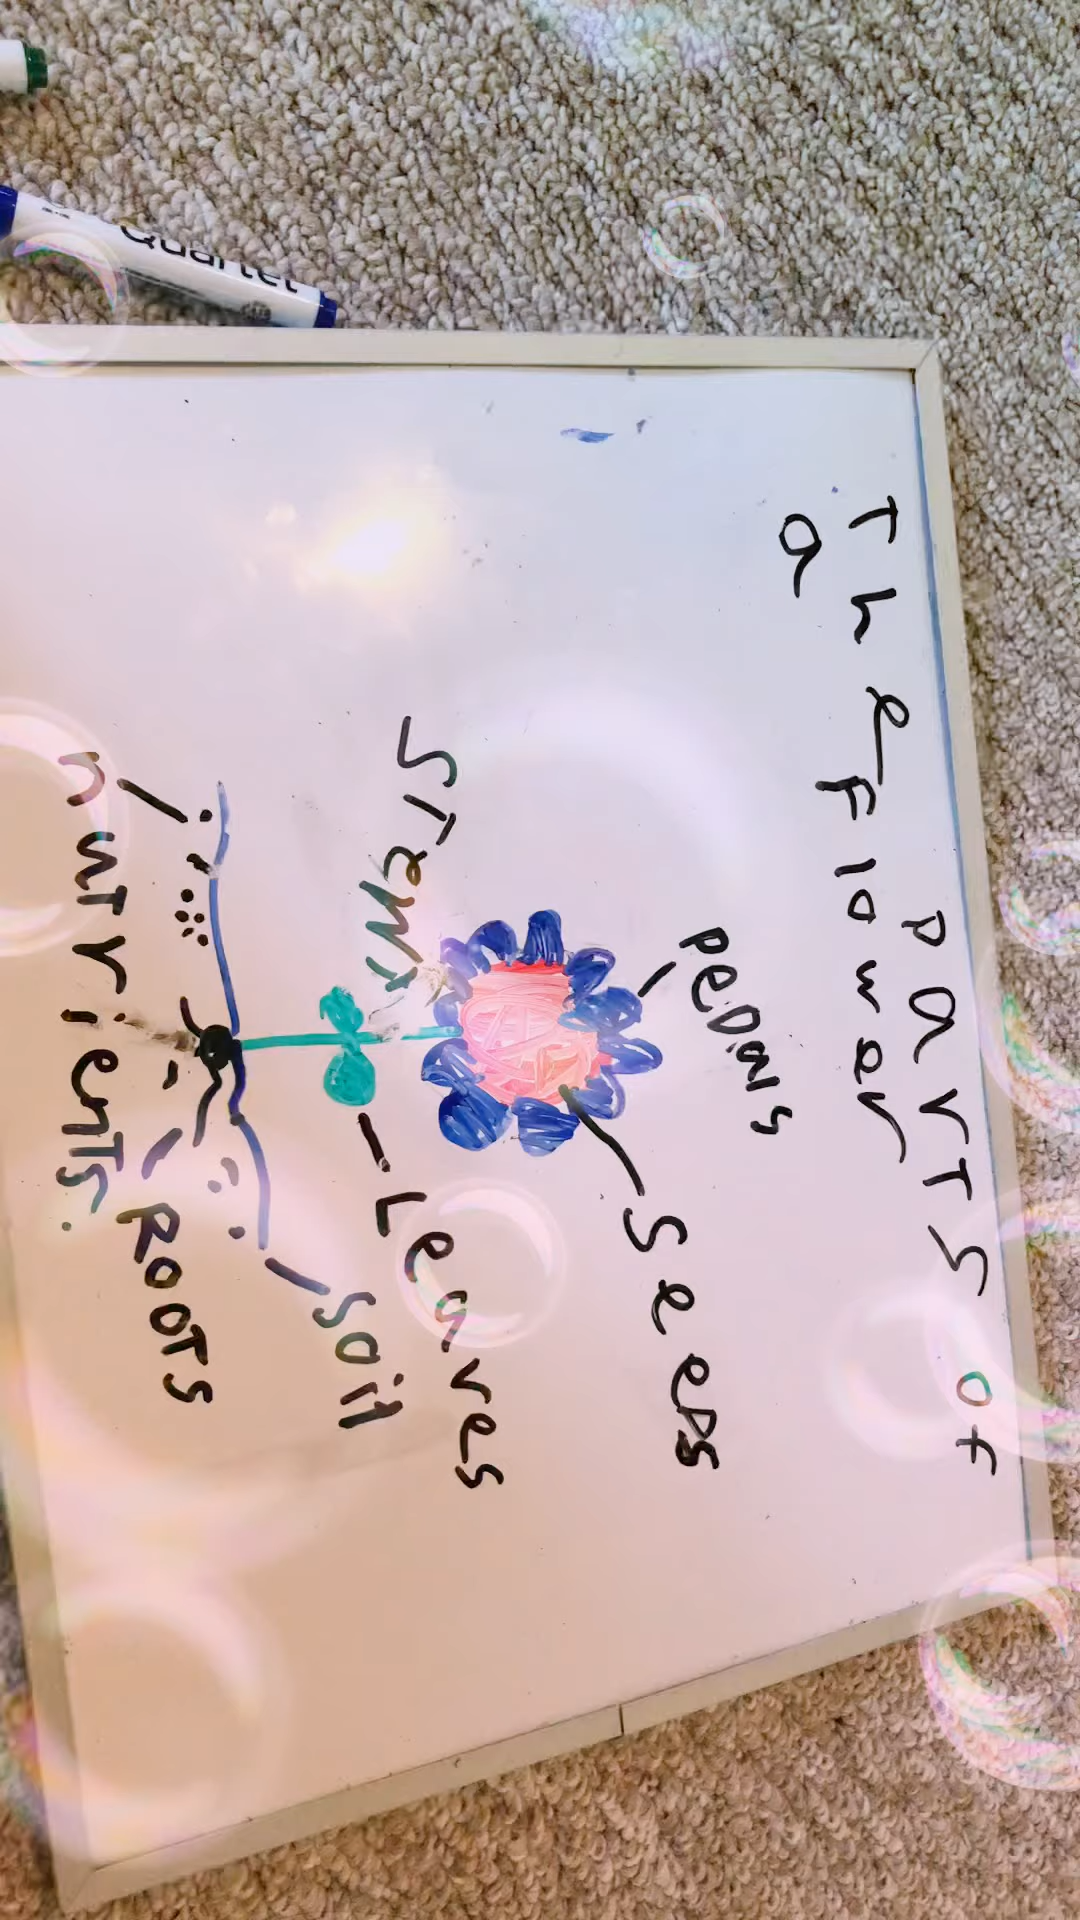 The parts of
a Flower
pedals
seeds
stem
Leaves
soil
Roots
nutrients.
Quartet